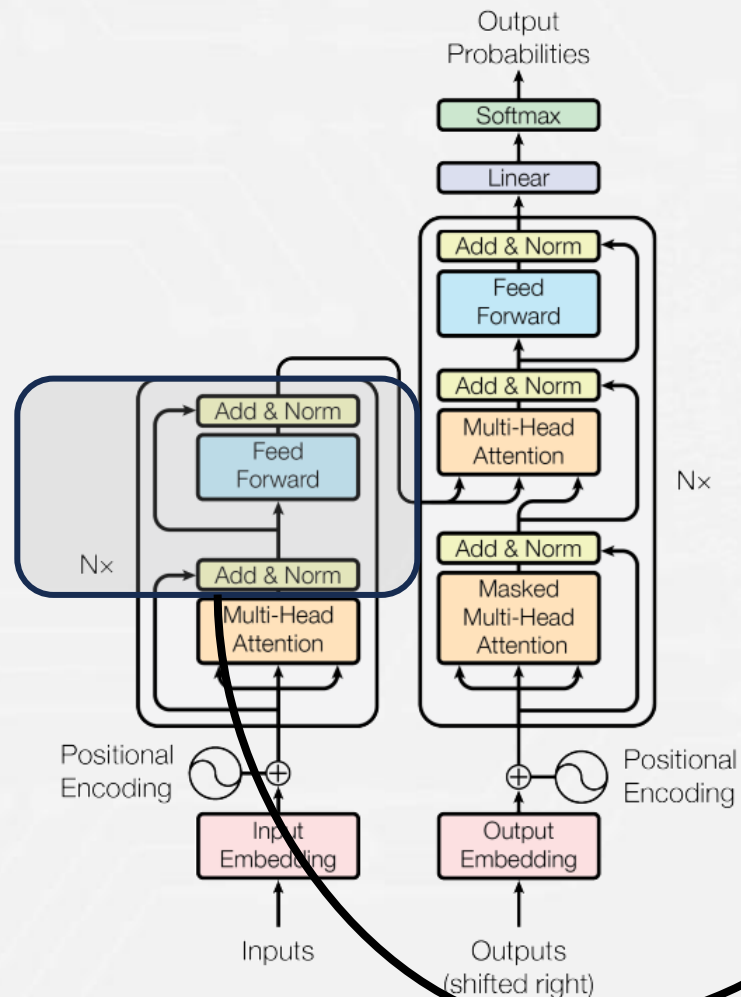 Output
Probabilities
Softmax
Linear
Add & Norm
Feed
Forward
Add & Norm
Multi-Head
Attention
Add & Norm
Masked
Multi-Head
Attention
Nx
Add & Norm
Feed
Forward
Nx
Add & Norm
Multi-Head
Attention
Positional
Encoding
Positional
Encoding
Input
Embedding
Output
Embedding
Inputs
Outputs
(shifted right)